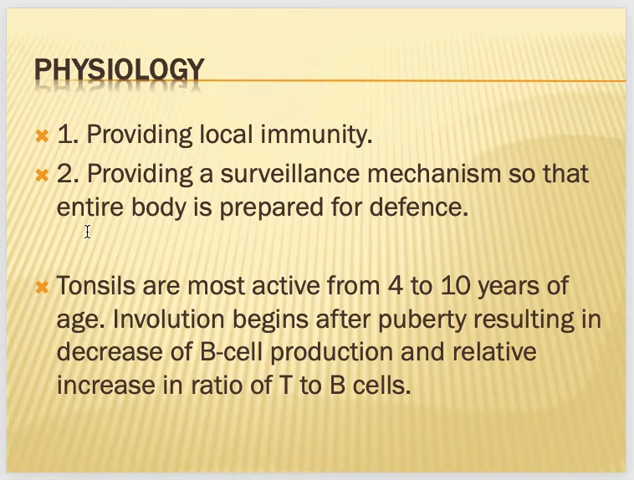 PHYSIOLOGY
1. Providing local immunity.
2. Providing a surveillance mechanism so that
entire body is prepared for defence.
Tonsils are most active from 4 to 10 years of
age. Involution begins after puberty resulting in
decrease of B-cell production and relative
increase in ratio of T to B cells.